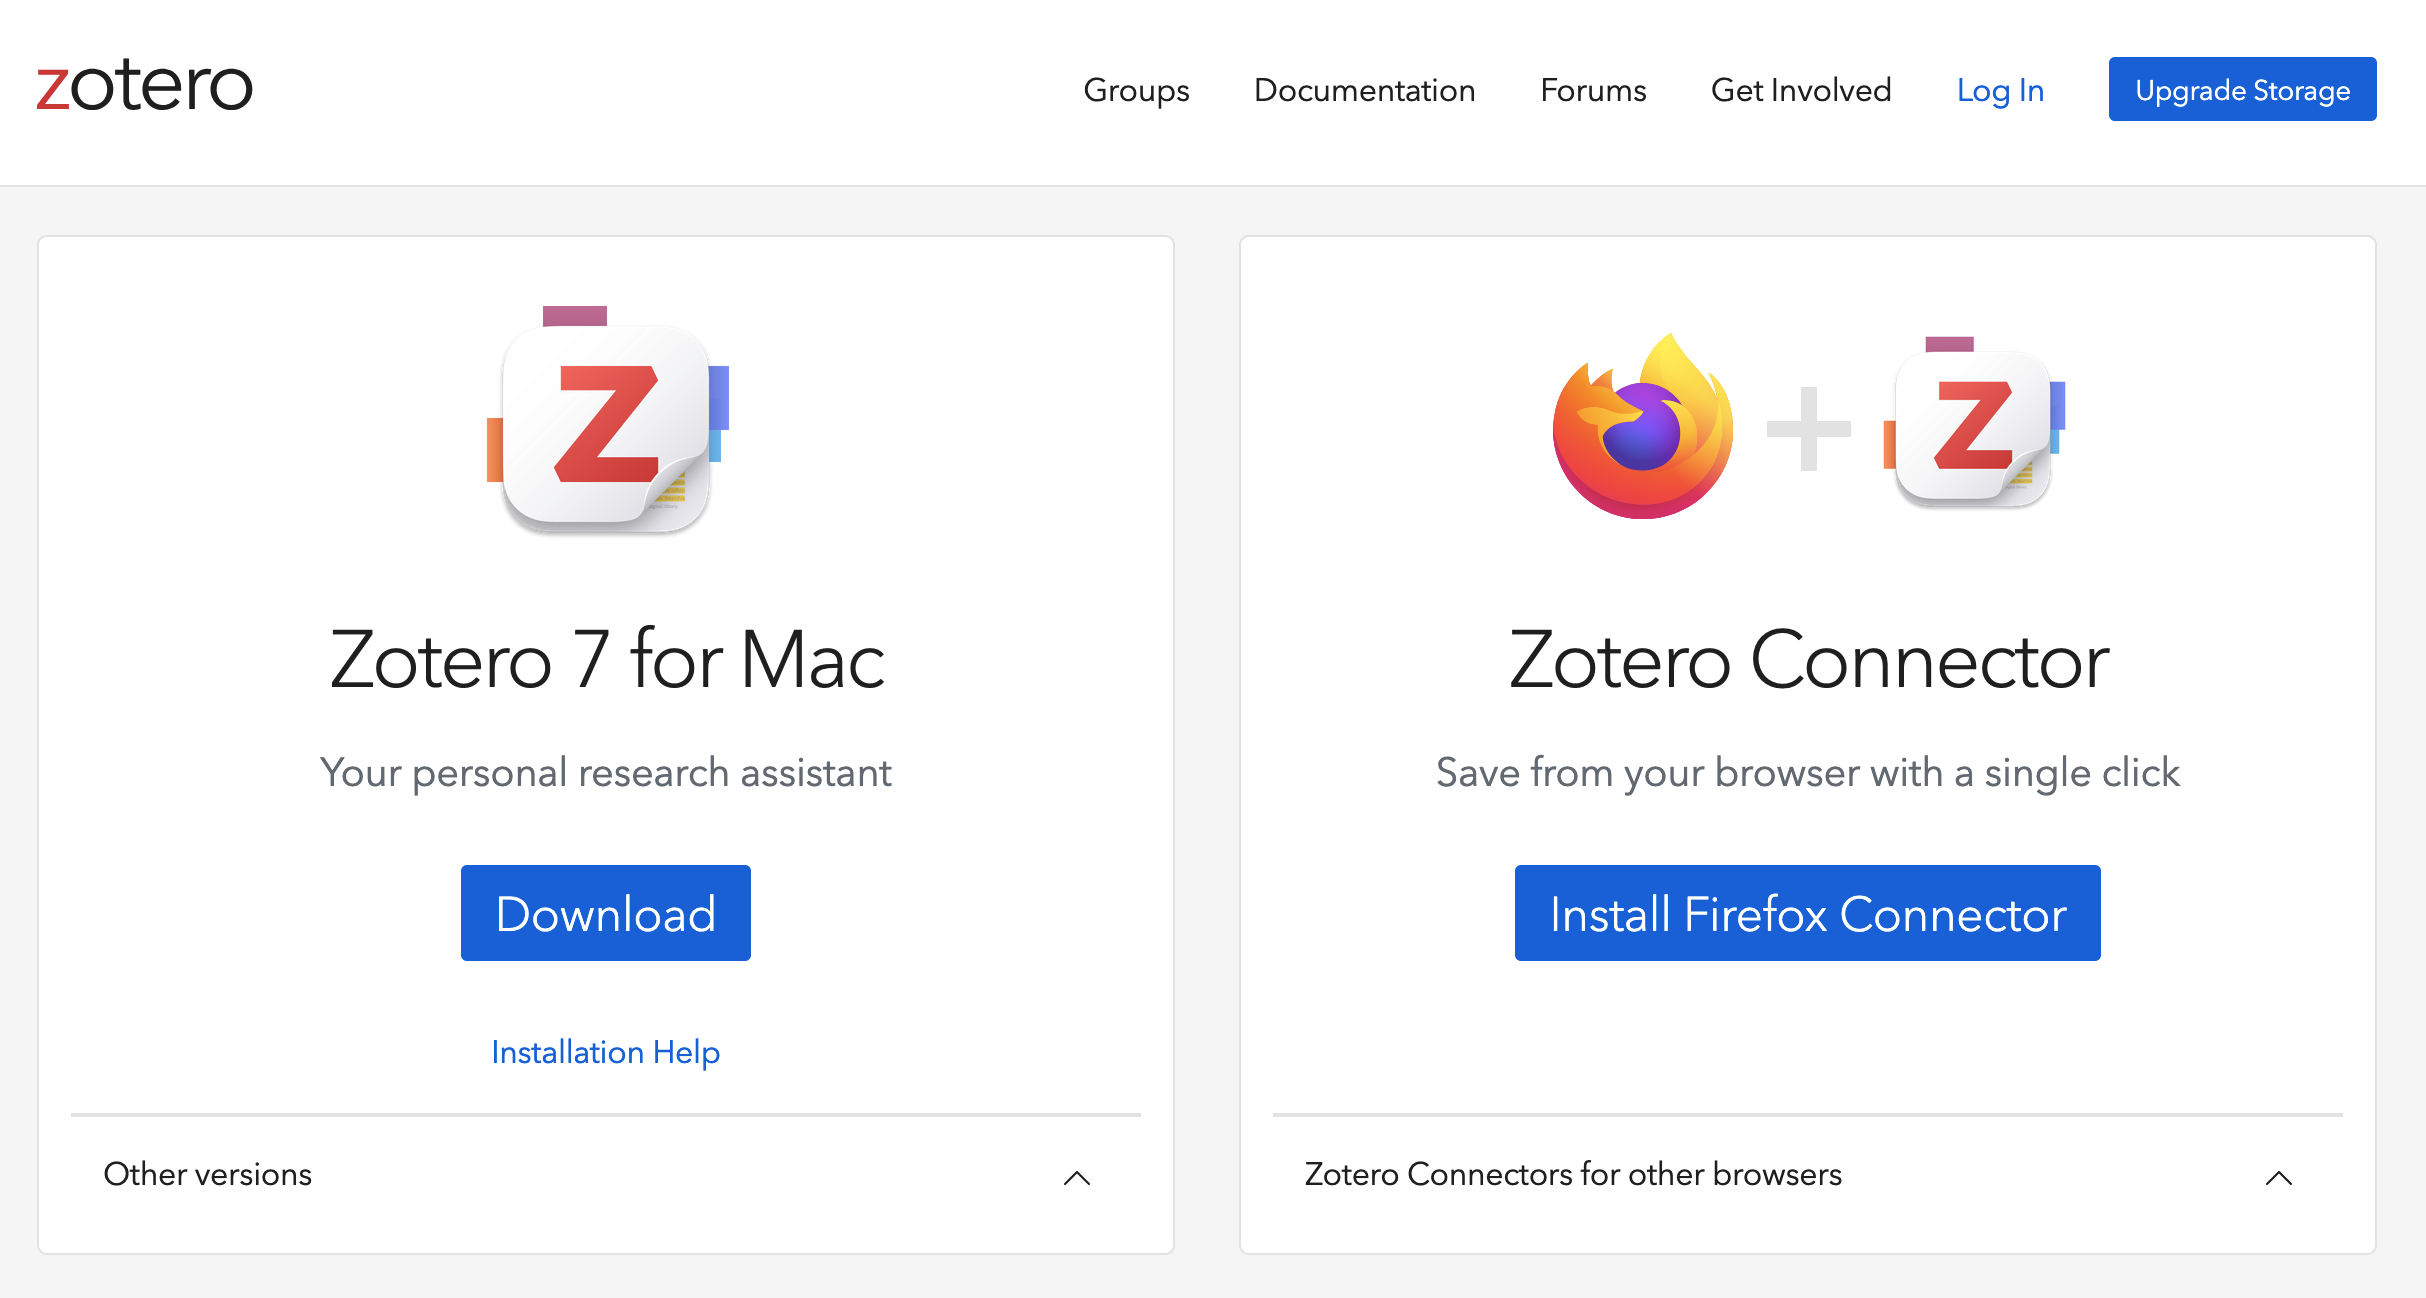 zotero
Groups Documentation Forums Get Involved Log In Upgrade Storage
Z
Zotero 7 for Mac
Your personal research assistant
Download
Installation Help
Other versions
Z
Zotero Connector
Save from your browser with a single click
Install Firefox Connector
Zotero Connectors for other browsers